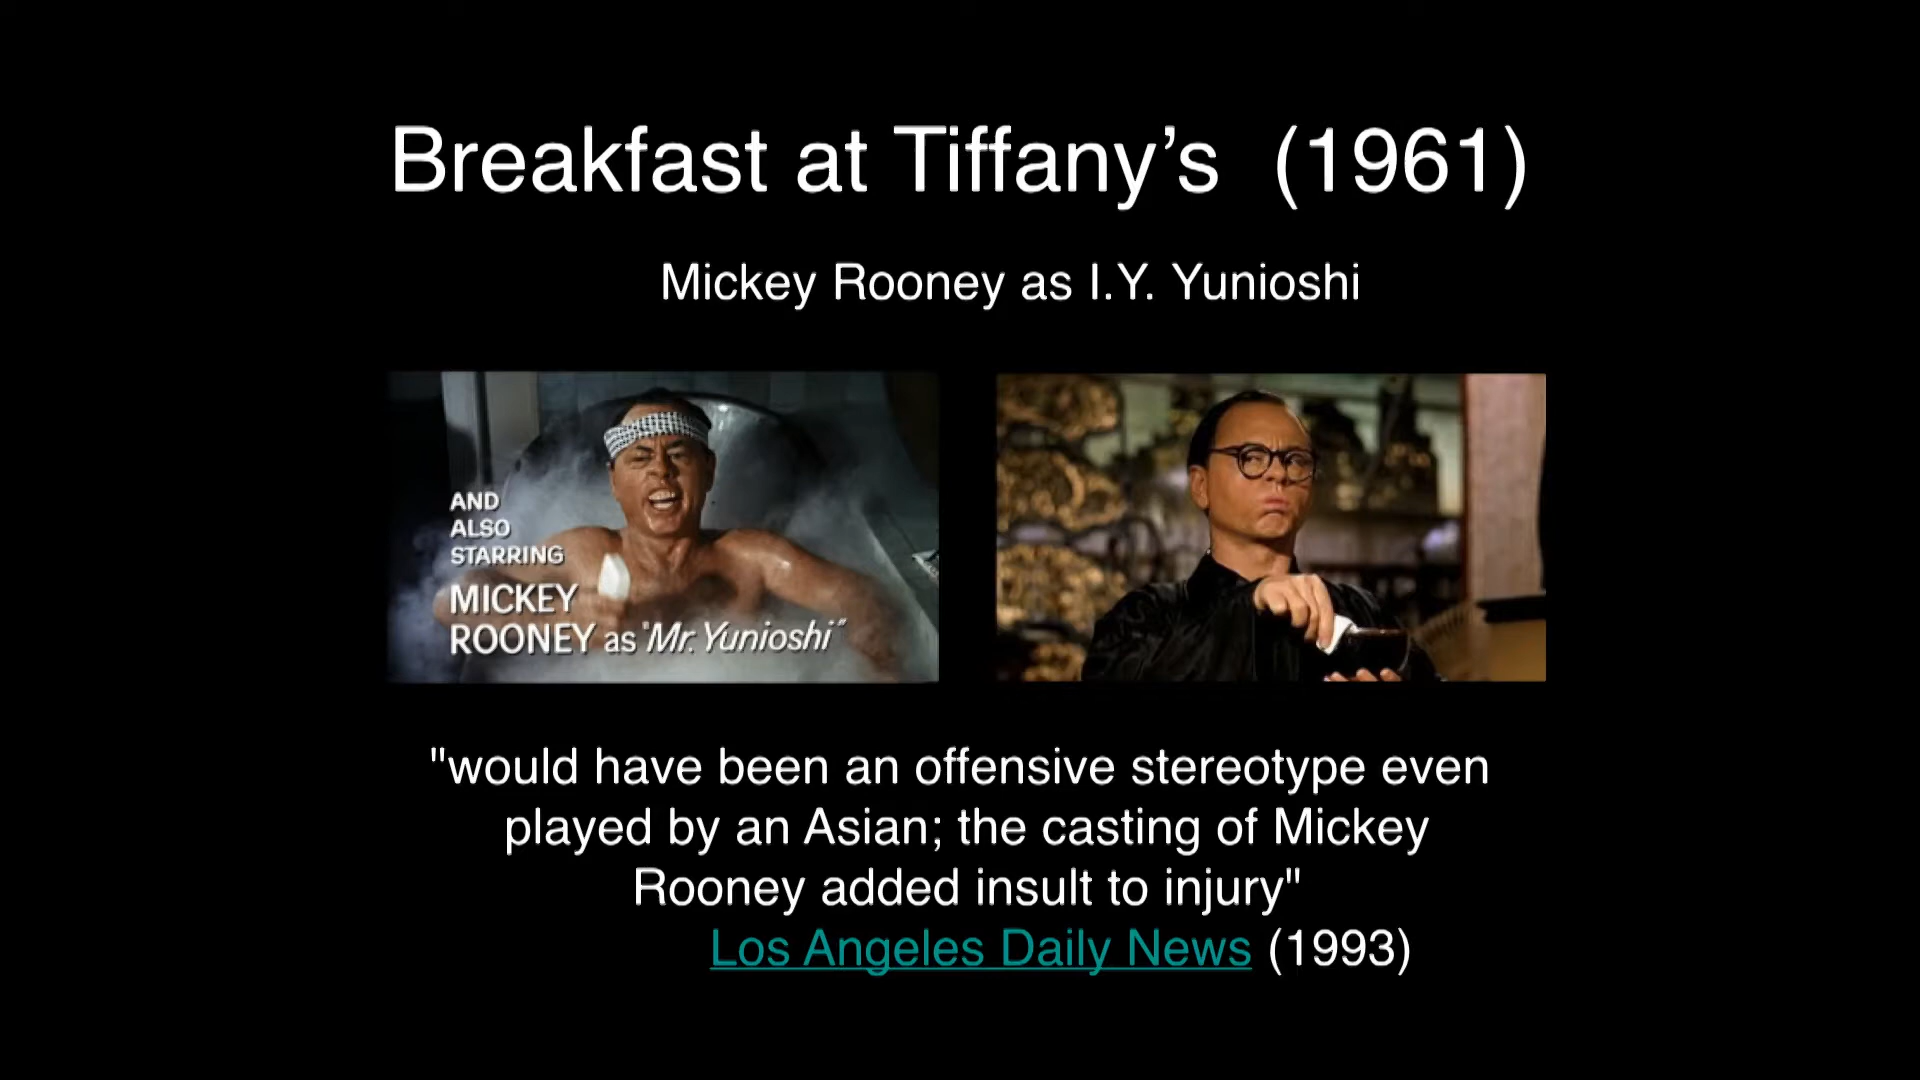 Breakfast at Tiffany’s (1961)
Mickey Rooney as I.Y. Yunioshi
AND
ALSO
STARRING
MICKEY
ROONEY as "Mr. Yunioshi"
"would have been an offensive stereotype even
played by an Asian; the casting of Mickey
Rooney added insult to injury"
Los Angeles Daily News (1993)